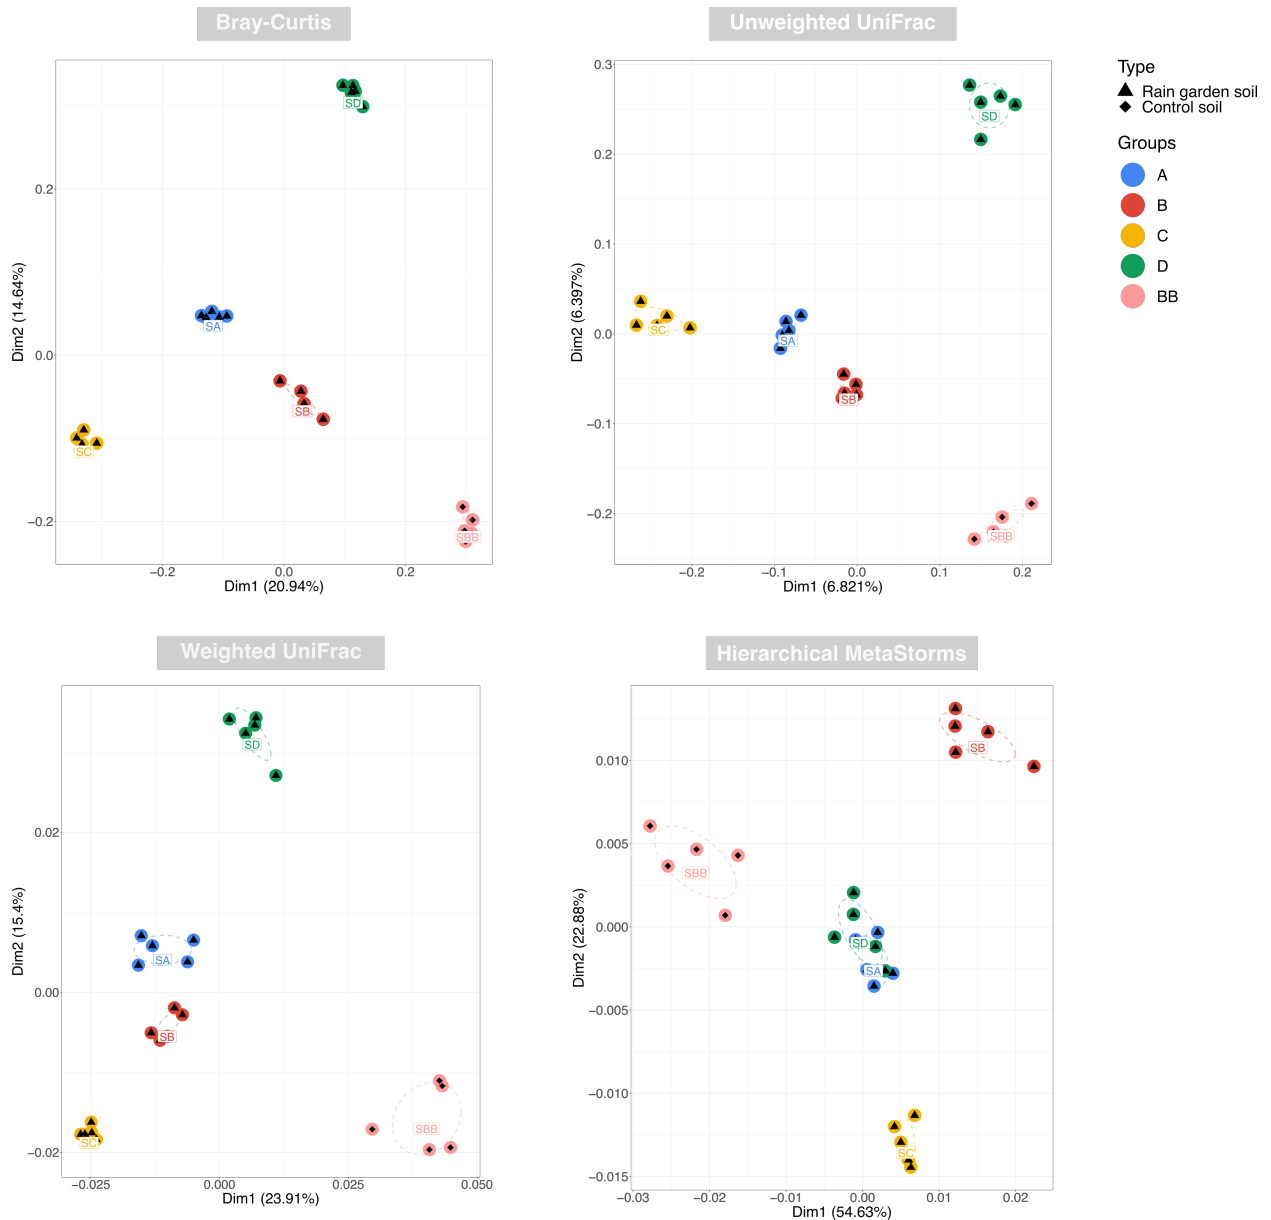 Bray-Curtis
Unweighted UniFrac
Type
Rain garden soil
Control soil
Groups
A
B
C
D
BB
Dim2 (14.64%)
0.2
0.0
−0.2
SD
SA
SB
SC
SBB
−0.2
0.0
0.2
Dim1 (20.94%)
Dim2 (6.397%)
0.3
0.2
0.1
0.0
−0.1
−0.2
SD
SC
SA
SB
SBB
−0.2
−0.1
0.0
0.1
0.2
Dim1 (6.821%)
Weighted UniFrac
Hierarchical MetaStorms
Dim2 (15.4%)
0.02
0.00
−0.02
SD
SA
SB
SBB
SC
−0.025
0.000
0.025
0.050
Dim1 (23.91%)
Dim2 (22.88%)
0.010
0.005
0.000
−0.005
−0.010
−0.015
SB
SBB
SD
SA
SC
−0.03
−0.02
−0.01
0.00
0.01
0.02
Dim1 (54.63%)